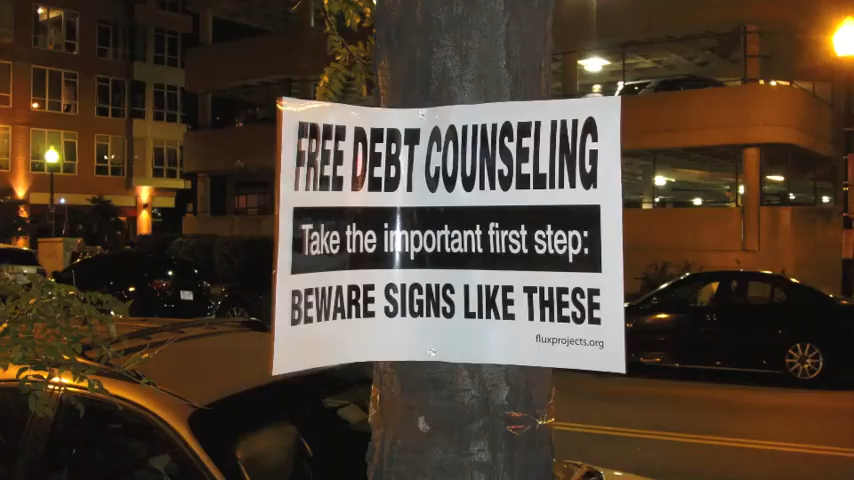 FREE DEBT COUNSELING
Take the important first step:
BEWARE SIGNS LIKE THESE
fluxprojects.org